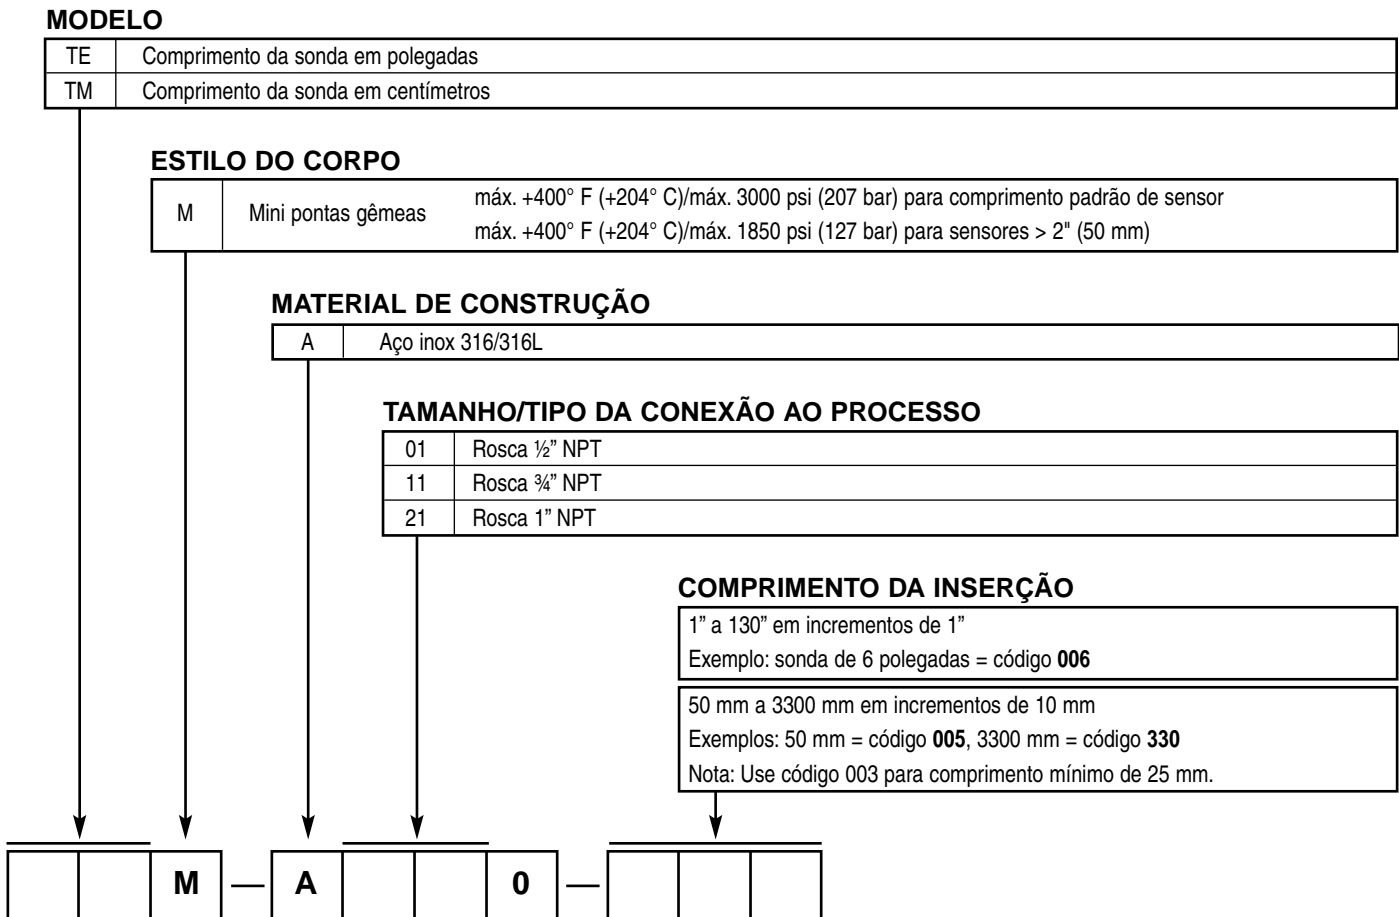 MODELO
TE Comprimento da sonda em polegadas
TM Comprimento da sonda em centímetros
ESTILO DO CORPO
M Mini pontas gêmeas máx. +400° F (+204° C)/máx. 3000 psi (207 bar) para comprimento padrão de sensor
máx. +400° F (+204° C)/máx. 1850 psi (127 bar) para sensores > 2" (50 mm)
MATERIAL DE CONSTRUÇÃO
A Aço inox 316/316L
TAMANHO/TIPO DA CONEXÃO AO PROCESSO
01 Rosca ½” NPT
11 Rosca ¾” NPT
21 Rosca 1” NPT
COMPRIMENTO DA INSERÇÃO
1” a 130” em incrementos de 1”
Exemplo: sonda de 6 polegadas = código 006
50 mm a 3300 mm em incrementos de 10 mm
Exemplos: 50 mm = código 005, 3300 mm = código 330
Nota: Use código 003 para comprimento mínimo de 25 mm.
M — A 0 —